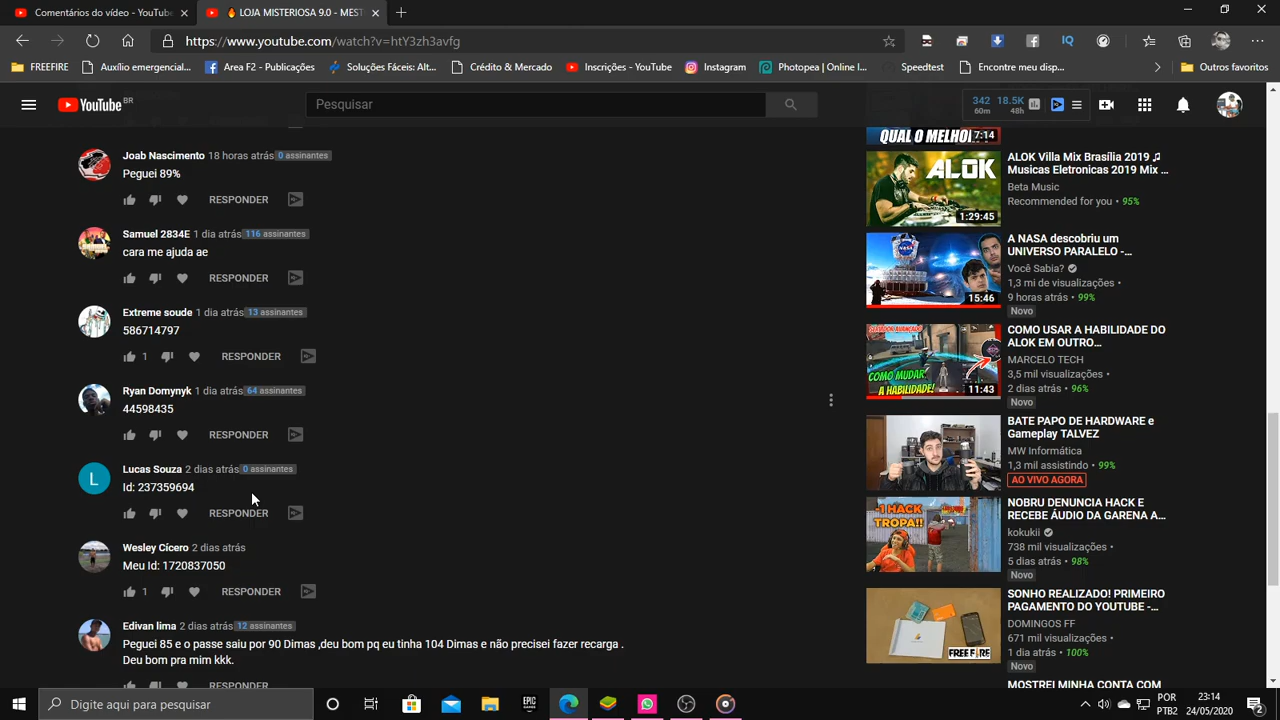 Comentários do vídeo - YouTube
🔥 LOJA MISTERIOSA 9.0 - MEST
https://www.youtube.com/watch?v=htY3zh3avfg
IQ
FREEFIRE
Auxílio emergencial...
Area F2 - Publicações
Soluções Fáceis: Alt...
Crédito & Mercado
Inscrições - YouTube
Instagram
Photopea | Online I...
Speedtest
Encontre meu disp...
Outros favoritos
YouTube BR
Pesquisar
342 18.5K
60m 48h
Joab Nascimento 18 horas atrás 0 assinantes
Peguei 89%
RESPONDER
Samuel 2834E 1 dia atrás 116 assinantes
cara me ajuda ae
RESPONDER
Extreme soude 1 dia atrás 13 assinantes
586714797
1 RESPONDER
Ryan Domynyk 1 dia atrás 64 assinantes
44598435
RESPONDER
L
Lucas Souza 2 dias atrás 0 assinantes
Id: 237359694
RESPONDER
Wesley Cícero 2 dias atrás
Meu Id: 1720837050
1 RESPONDER
Edivan lima 2 dias atrás 12 assinantes
Peguei 85 e o passe saiu por 90 Dimas ,deu bom pq eu tinha 104 Dimas e não precisei fazer recarga .
Deu bom pra mim kkk.
RESPONDER
QUAL O MELHO
7:14
ALOK
1:29:45
ALOK Villa Mix Brasília 2019 ♫
Musicas Eletronicas 2019 Mix ...
Beta Music
Recommended for you • 95%
NASA
15:46
A NASA descobriu um
UNIVERSO PARALELO -...
Você Sabia?
1,3 mi de visualizações •
9 horas atrás • 99%
Novo
SERVIDOR AVANÇADO!
COMO MUDAR
A HABILIDADE!
11:43
COMO USAR A HABILIDADE DO
ALOK EM OUTRO...
MARCELO TECH
3,5 mil visualizações •
2 dias atrás • 96%
Novo
BATE PAPO DE HARDWARE e
Gameplay TALVEZ
MW Informática
1,3 mil assistindo • 99%
AO VIVO AGORA
-1 HACK
TROPA!!
NOBRU DENUNCIA HACK E
RECEBE ÁUDIO DA GARENA A...
kokukii
738 mil visualizações •
5 dias atrás • 98%
Novo
FREE FIRE
SONHO REALIZADO! PRIMEIRO
PAGAMENTO DO YOUTUBE -...
DOMINGOS FF
671 mil visualizações •
1 dia atrás • 100%
Novo
MOSTREI MINHA CONTA COM
Digite aqui para pesquisar
EPIC GAMES
POR
PTB2
23:14
24/05/2020
2